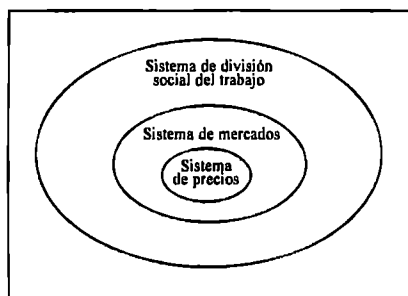 Sistema de división
social del trabajo
Sistema de mercados
Sistema
de precios